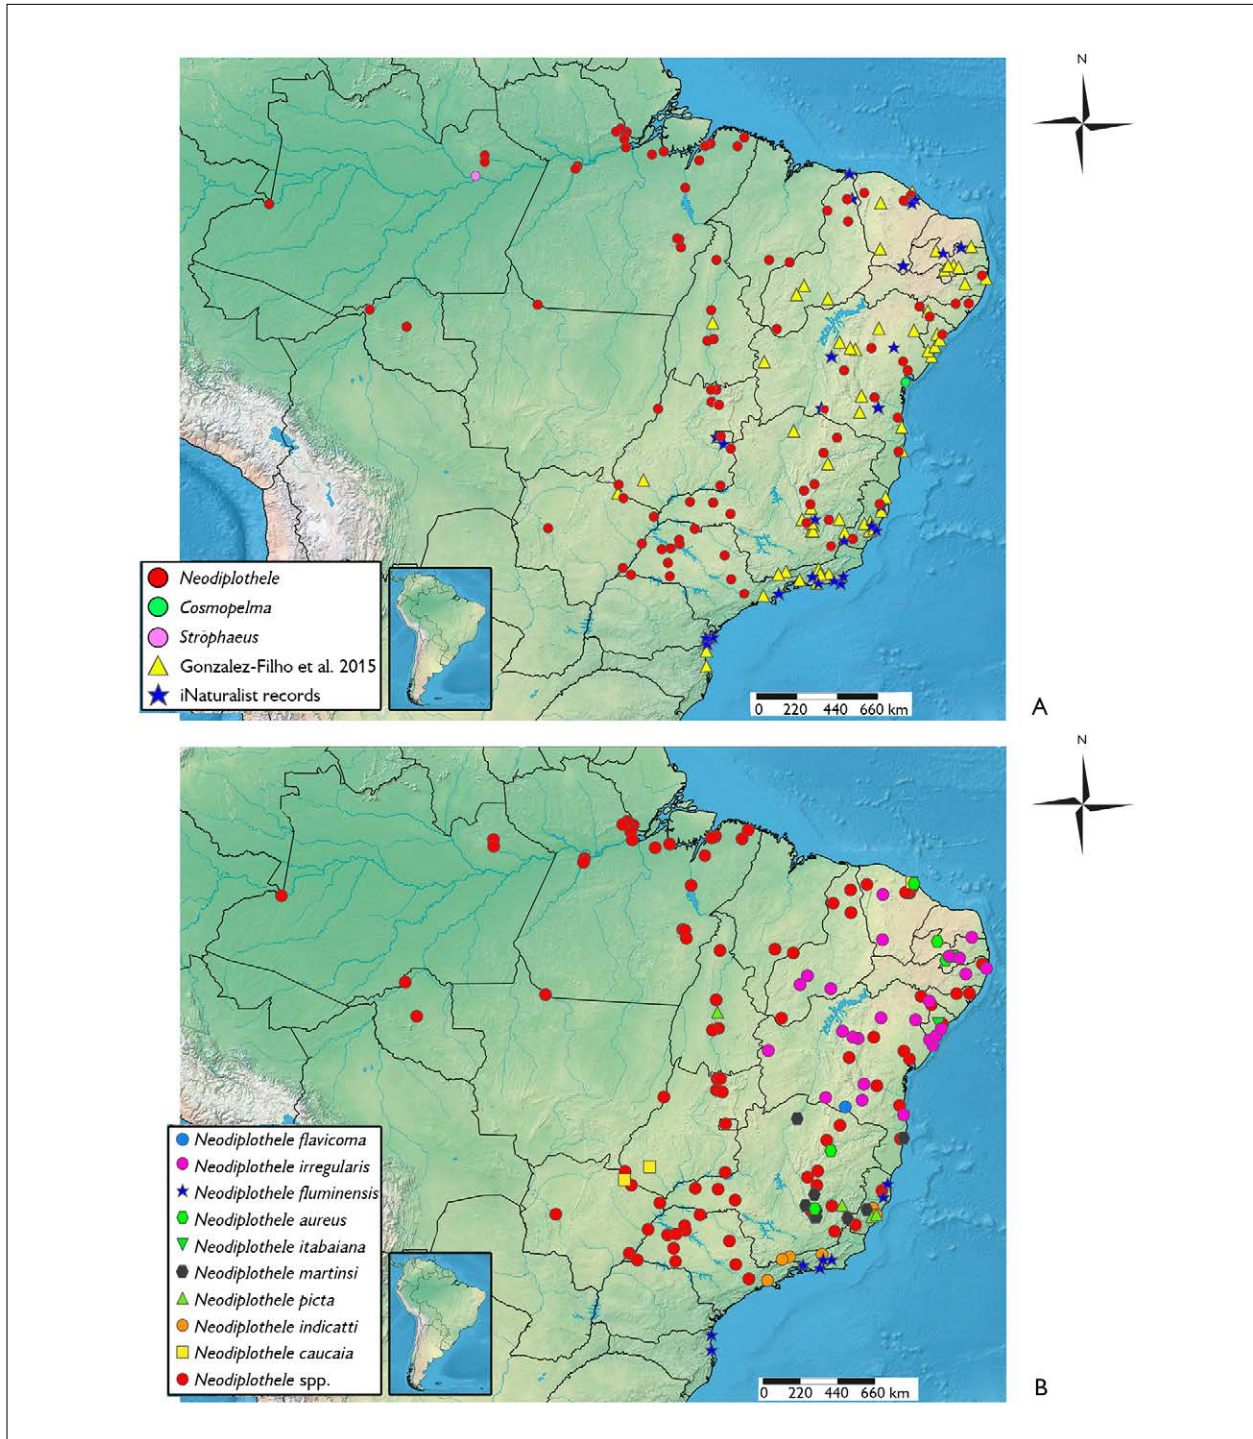 N
Neodiplothele
Cosmopelma
Strophaeus
Gonzalez-Filho et al. 2015
iNaturalist records
0 220 440 660 km
A
N
Neodiplothele flavicoma
Neodiplothele irregularis
Neodiplothele fluminensis
Neodiplothele aureus
Neodiplothele itabaiana
Neodiplothele martinsi
Neodiplothele picta
Neodiplothele indicatti
Neodiplothele caucaia
Neodiplothele spp.
0 220 440 660 km
B